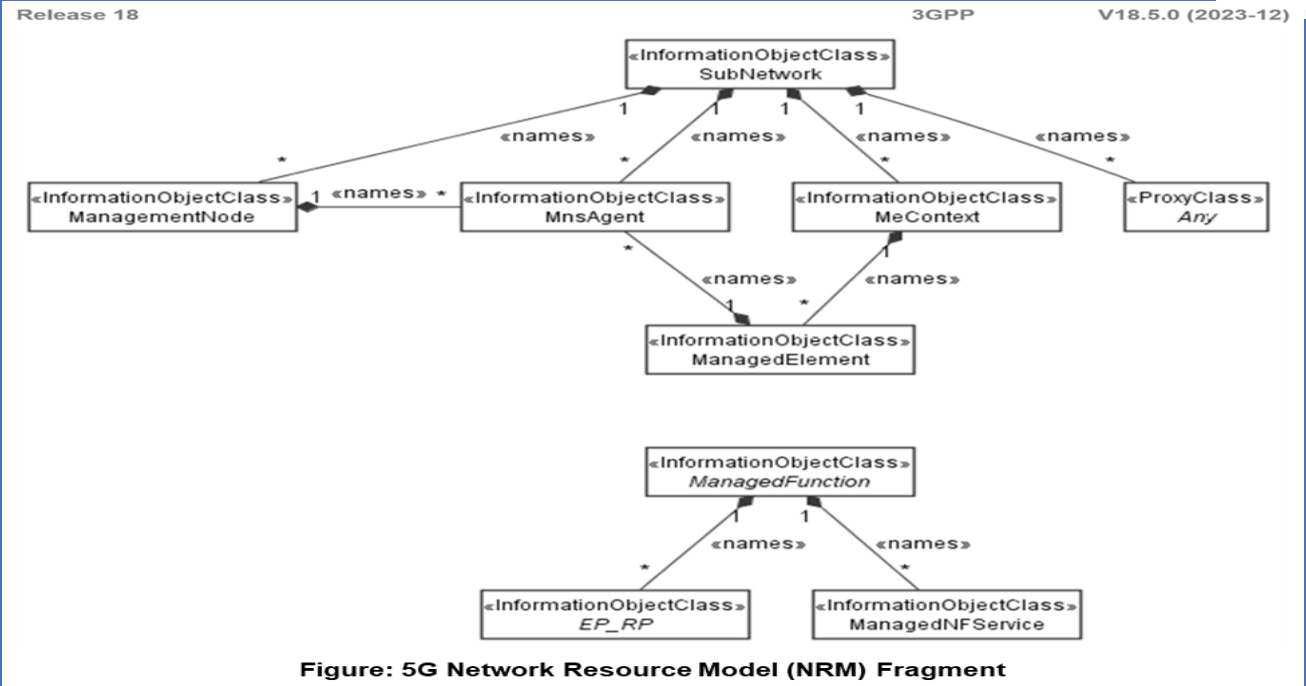 Release 18 3GPP V18.5.0 (2023-12)
«InformationObjectClass»
SubNetwork
1 1 1 1
«names» «names» «names» «names»
* * * *
«InformationObjectClass»
ManagementNode
1 «names» *
«InformationObjectClass»
MnsAgent
«InformationObjectClass»
MeContext
«ProxyClass»
Any
* 1
«names» «names»
1 *
«InformationObjectClass»
ManagedElement
«InformationObjectClass»
ManagedFunction
1 1
«names» «names»
* *
«InformationObjectClass»
EP_RP
«InformationObjectClass»
ManagedNFService
Figure: 5G Network Resource Model (NRM) Fragment